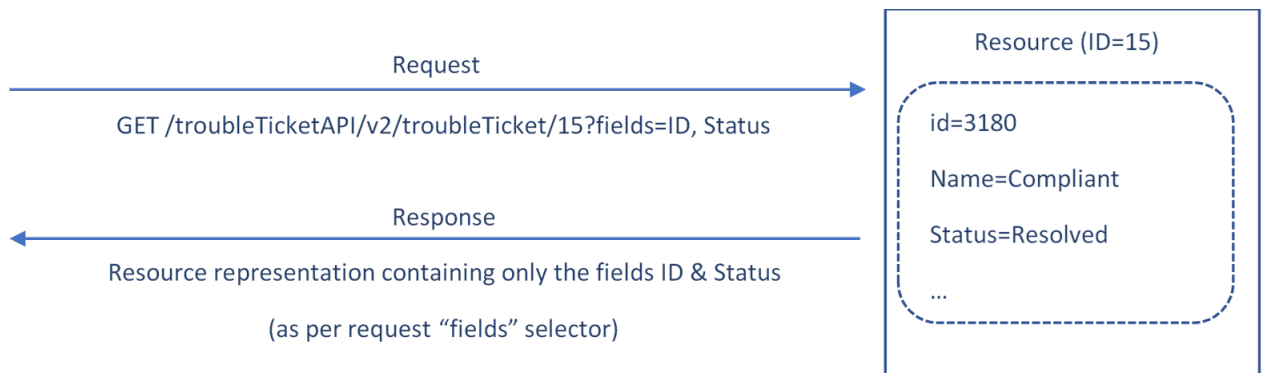 Resource (ID=15)
Request
GET /troubleTicketAPI/v2/troubleTicket/15?fields=ID, Status
id=3180
Name=Compliant
Response
Status=Resolved
Resource representation containing only the fields ID & Status
...
(as per request “fields” selector)